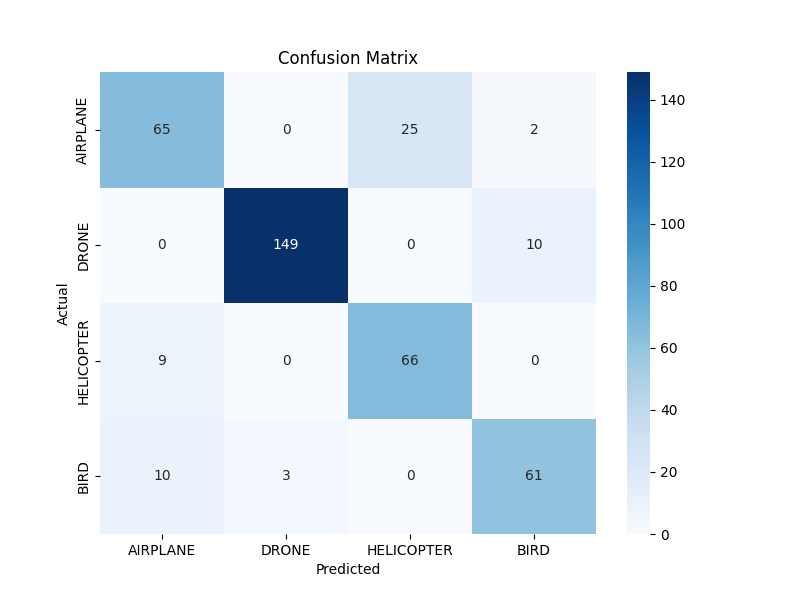 Confusion Matrix
AIRPLANE
65
0
25
2
DRONE
0
149
0
10
HELICOPTER
9
0
66
0
BIRD
10
3
0
61
Actual
AIRPLANE
DRONE
HELICOPTER
BIRD
Predicted
140
120
100
80
60
40
20
0